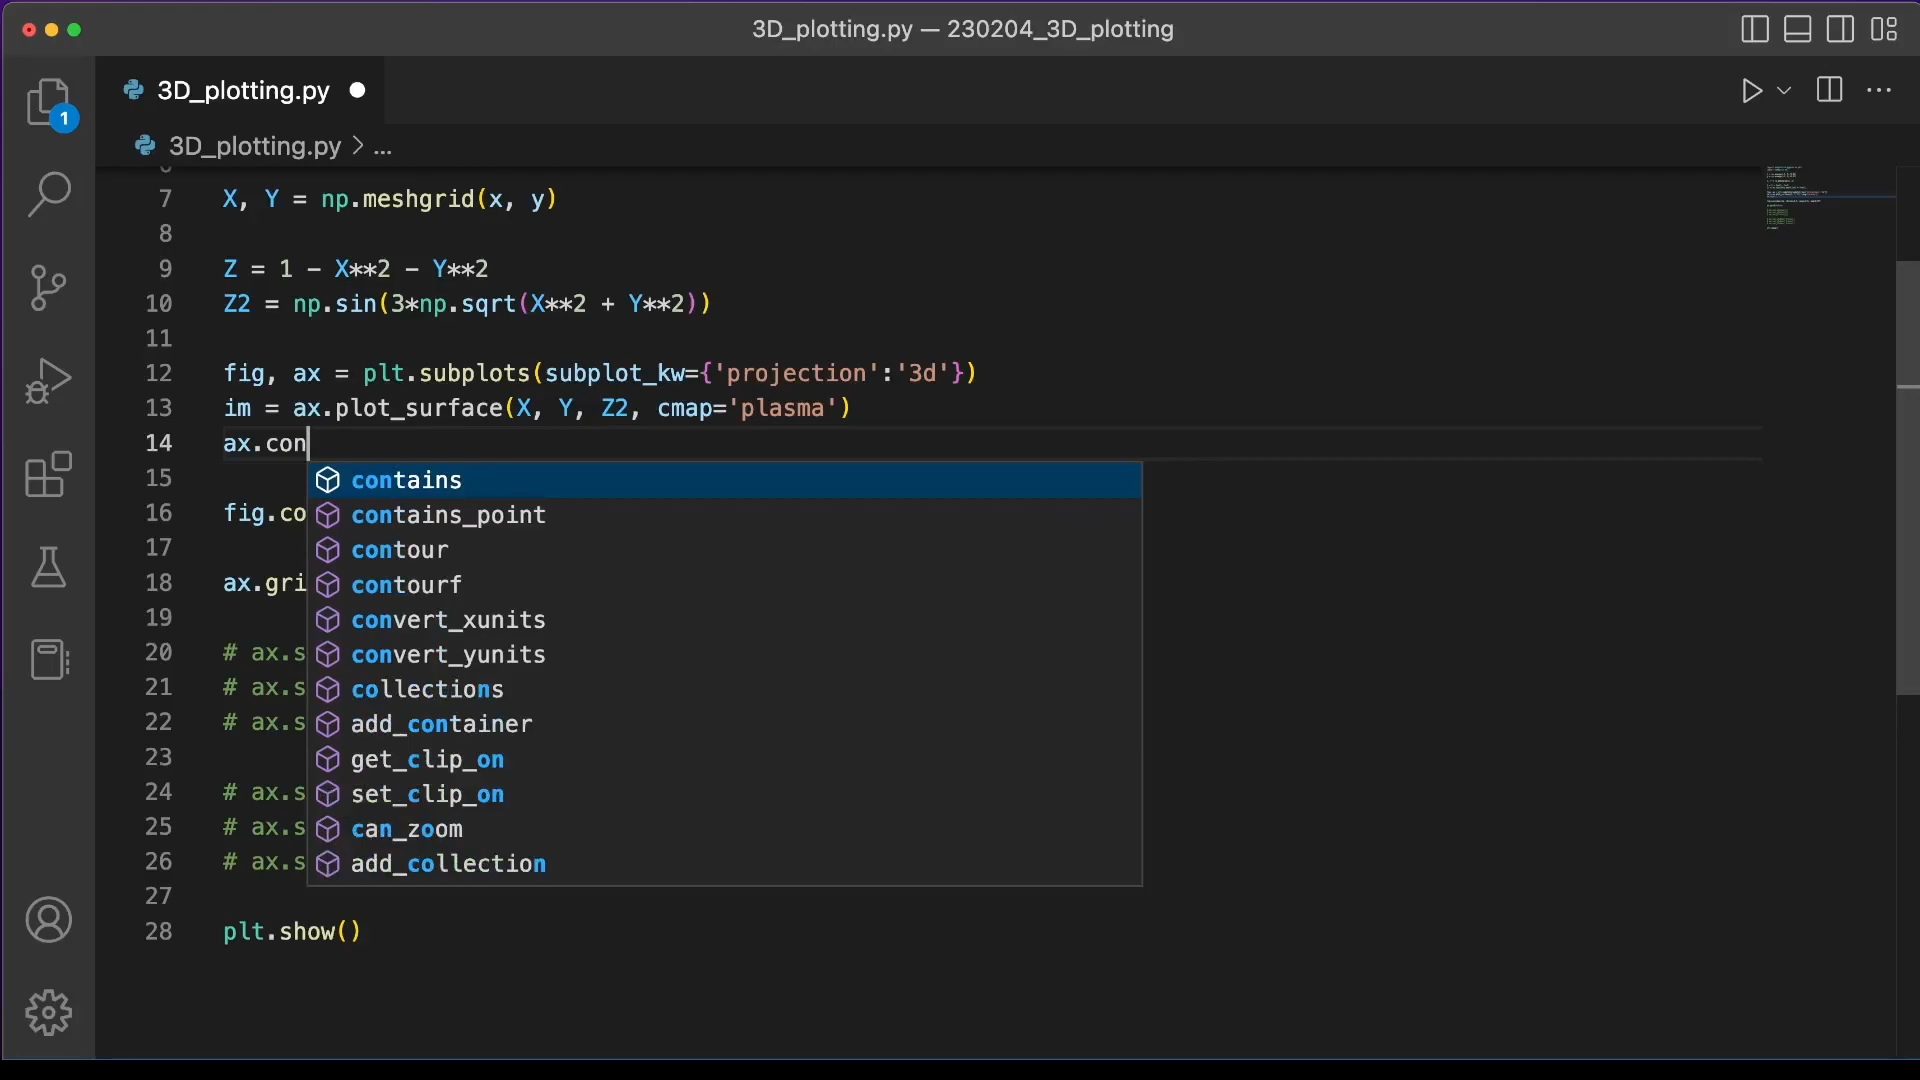 3D_plotting.py — 230204_3D_plotting
1
3D_plotting.py
3D_plotting.py > ...
7 X, Y = np.meshgrid(x, y)
8
9 Z = 1 - X**2 - Y**2
10 Z2 = np.sin(3*np.sqrt(X**2 + Y**2))
11
12 fig, ax = plt.subplots(subplot_kw={'projection':'3d'})
13 im = ax.plot_surface(X, Y, Z2, cmap='plasma')
14 ax.con
15 contains
16 fig.co contains_point
17 contour
18 ax.gri contourf
19 convert_xunits
20 # ax.s convert_yunits
21 # ax.s collections
22 # ax.s add_container
23 get_clip_on
24 # ax.s set_clip_on
25 # ax.s can_zoom
26 # ax.s add_collection
27
28 plt.show()